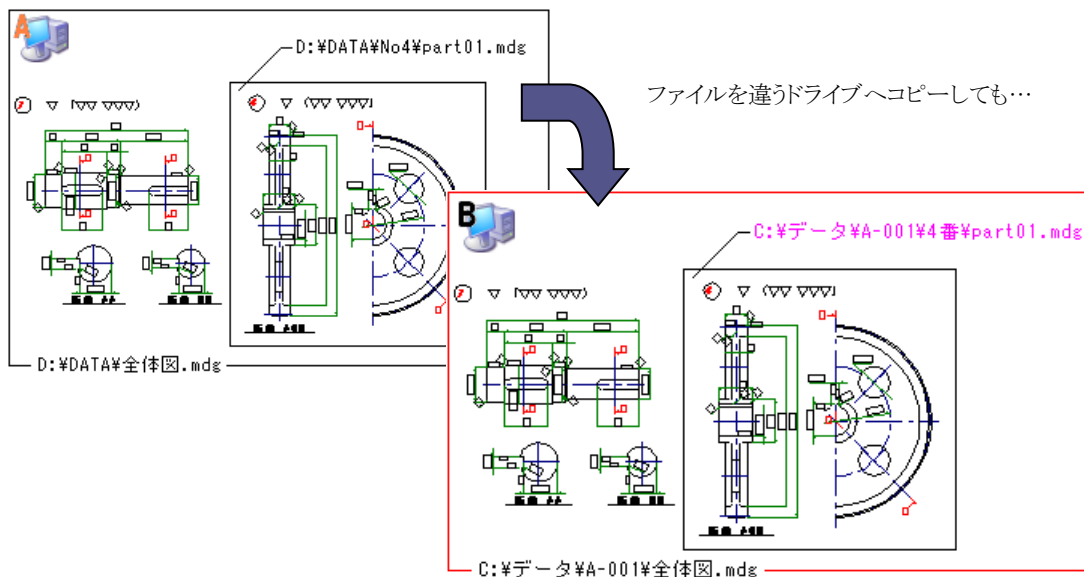 A
D:¥DATA¥No4¥part01.mdg
ファイルを違うドライブへコピーしても…
▽ (▽▽ ▽▽▽)
▽ (▽▽ ▽▽▽)
D:¥DATA¥全体図.mdg
B
C:¥データ¥A-001¥4番¥part01.mdg
▽ (▽▽ ▽▽▽)
▽ (▽▽ ▽▽▽)
C:¥データ¥A-001¥全体図.mdg